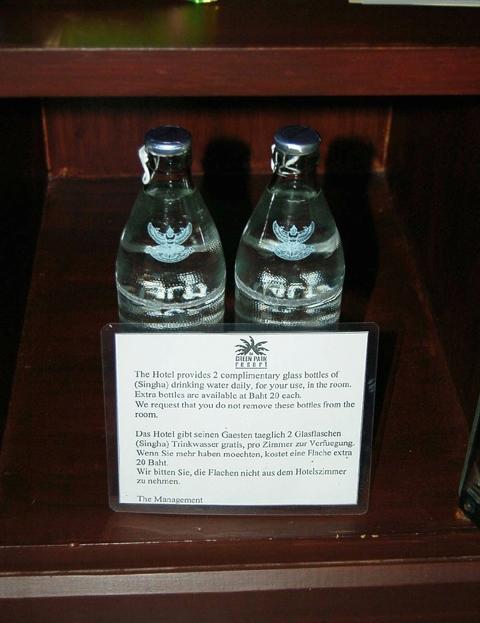 GREEN PARK
resort
The Hotel provides 2 complimentary glass bottles of
(Singha) drinking water daily, for your use, in the room.
Extra bottles are available at Baht 20 each.
We request that you do not remove these bottles from the
room.
Das Hotel gibt seinen Gaesten taeglich 2 Glasflaschen
(Singha) Trinkwasser gratis, pro Zimmer zur Verfuegung.
Wenn Sie mehr haben moechten, kostet eine Flache extra
20 Baht.
Wir bitten Sie, die Flachen nicht aus dem Hotelszimmer
zu nehmen.
The Management